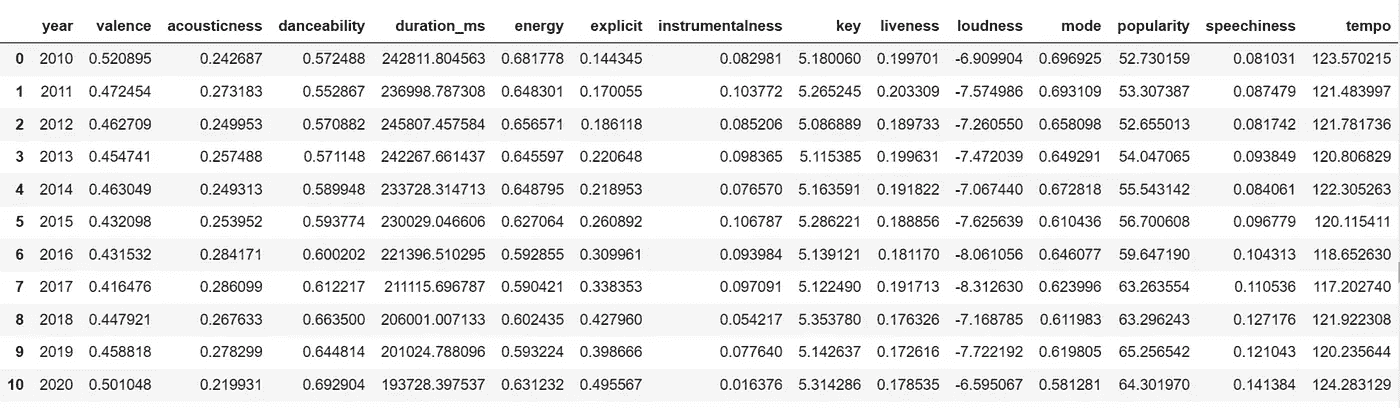 year valence acousticness danceability duration_ms energy explicit instrumentalness key liveness loudness mode popularity speechiness tempo
0 2010 0.520895 0.242687 0.572488 242811.804563 0.681778 0.144345 0.082981 5.180060 0.199701 -6.909904 0.696925 52.730159 0.081031 123.570215
1 2011 0.472454 0.273183 0.552867 236998.787308 0.648301 0.170055 0.103772 5.265245 0.203309 -7.574986 0.693109 53.307387 0.087479 121.483997
2 2012 0.462709 0.249953 0.570882 245807.457584 0.656571 0.186118 0.085206 5.086889 0.189733 -7.260550 0.658098 52.655013 0.081742 121.781736
3 2013 0.454741 0.257488 0.571148 242267.661437 0.645597 0.220648 0.098365 5.115385 0.199631 -7.472039 0.649291 54.047065 0.093849 120.806829
4 2014 0.463049 0.249313 0.589948 233728.314713 0.648795 0.218953 0.076570 5.163591 0.191822 -7.067440 0.672818 55.543142 0.084061 122.305263
5 2015 0.432098 0.253952 0.593774 230029.046606 0.627064 0.260892 0.106787 5.286221 0.188856 -7.625639 0.610436 56.700608 0.096779 120.115411
6 2016 0.431532 0.284171 0.600202 221396.510295 0.592855 0.309961 0.093984 5.139121 0.181170 -8.061056 0.646077 59.647190 0.104313 118.652630
7 2017 0.416476 0.286099 0.612217 211115.696787 0.590421 0.338353 0.097091 5.122490 0.191713 -8.312630 0.623996 63.263554 0.110536 117.202740
8 2018 0.447921 0.267633 0.663500 206001.007133 0.602435 0.427960 0.054217 5.353780 0.176326 -7.168785 0.611983 63.296243 0.127176 121.922308
9 2019 0.458818 0.278299 0.644814 201024.788096 0.593224 0.398666 0.077640 5.142637 0.172616 -7.722192 0.619805 65.256542 0.121043 120.235644
10 2020 0.501048 0.219931 0.692904 193728.397537 0.631232 0.495567 0.016376 5.314286 0.178535 -6.595067 0.581281 64.301970 0.141384 124.283129